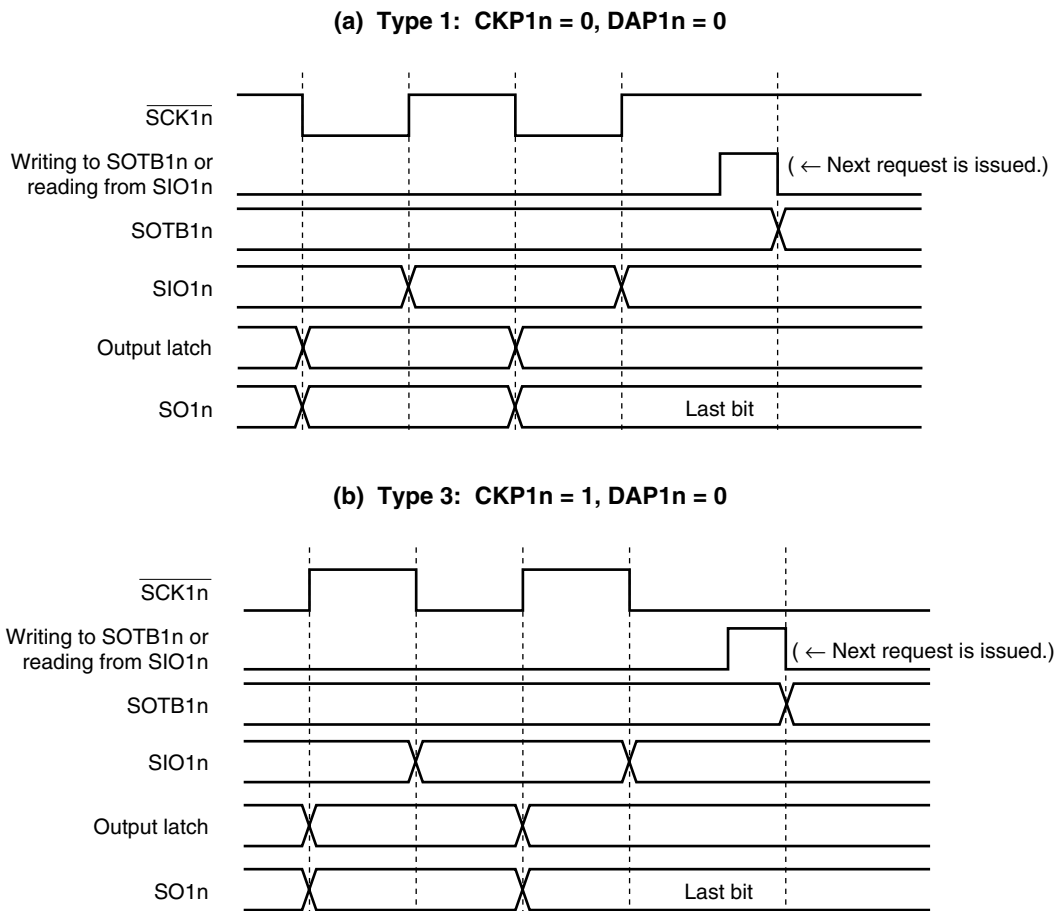 (a) Type 1: CKP1n = 0, DAP1n = 0
SCK1n
Writing to SOTB1n or
reading from SIO1n
( ← Next request is issued.)
SOTB1n
SIO1n
Output latch
SO1n
Last bit
(b) Type 3: CKP1n = 1, DAP1n = 0
SCK1n
Writing to SOTB1n or
reading from SIO1n
( ← Next request is issued.)
SOTB1n
SIO1n
Output latch
SO1n
Last bit